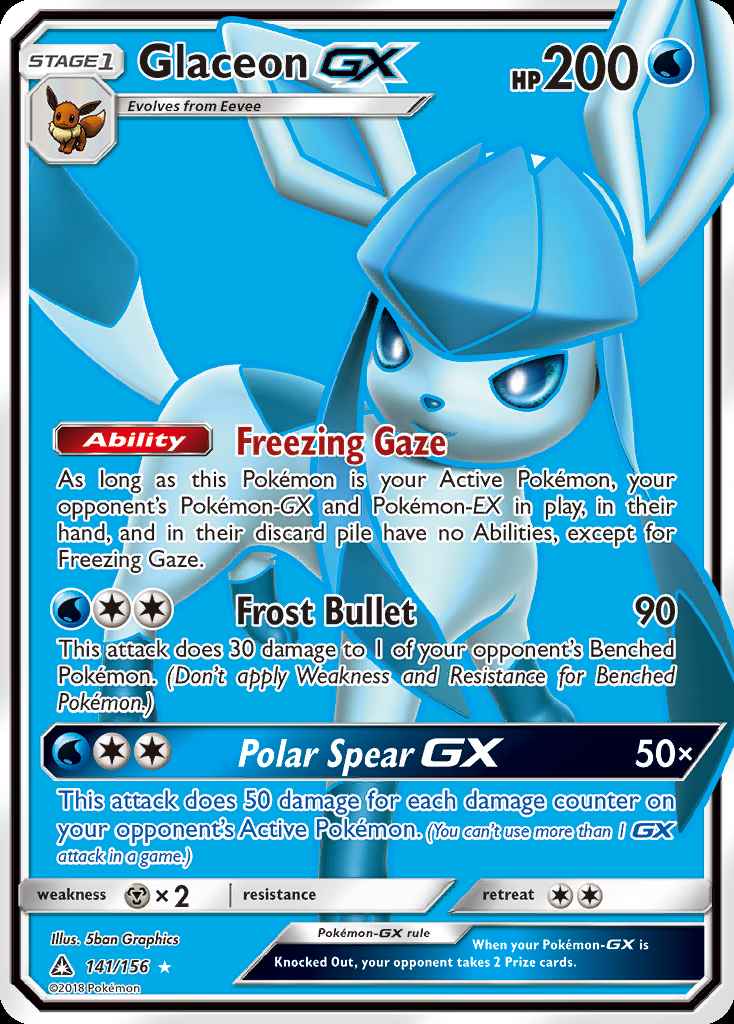 STAGE1 Glaceon GX HP200
Evolves from Eevee
Ability Freezing Gaze
As long as this Pokémon is your Active Pokémon, your
opponent's Pokémon-GX and Pokémon-EX in play, in their
hand, and in their discard pile have no Abilities, except for
Freezing Gaze.
Frost Bullet 90
This attack does 30 damage to 1 of your opponent's Benched
Pokémon. (Don't apply Weakness and Resistance for Benched
Pokémon.)
Polar Spear GX 50×
This attack does 50 damage for each damage counter on
your opponent's Active Pokémon. (You can't use more than 1 GX
attack in a game.)
weakness ×2 resistance retreat
Illus. 5ban Graphics
141/156
©2018 Pokémon
Pokémon-GX rule
When your Pokémon-GX is
Knocked Out, your opponent takes 2 Prize cards.